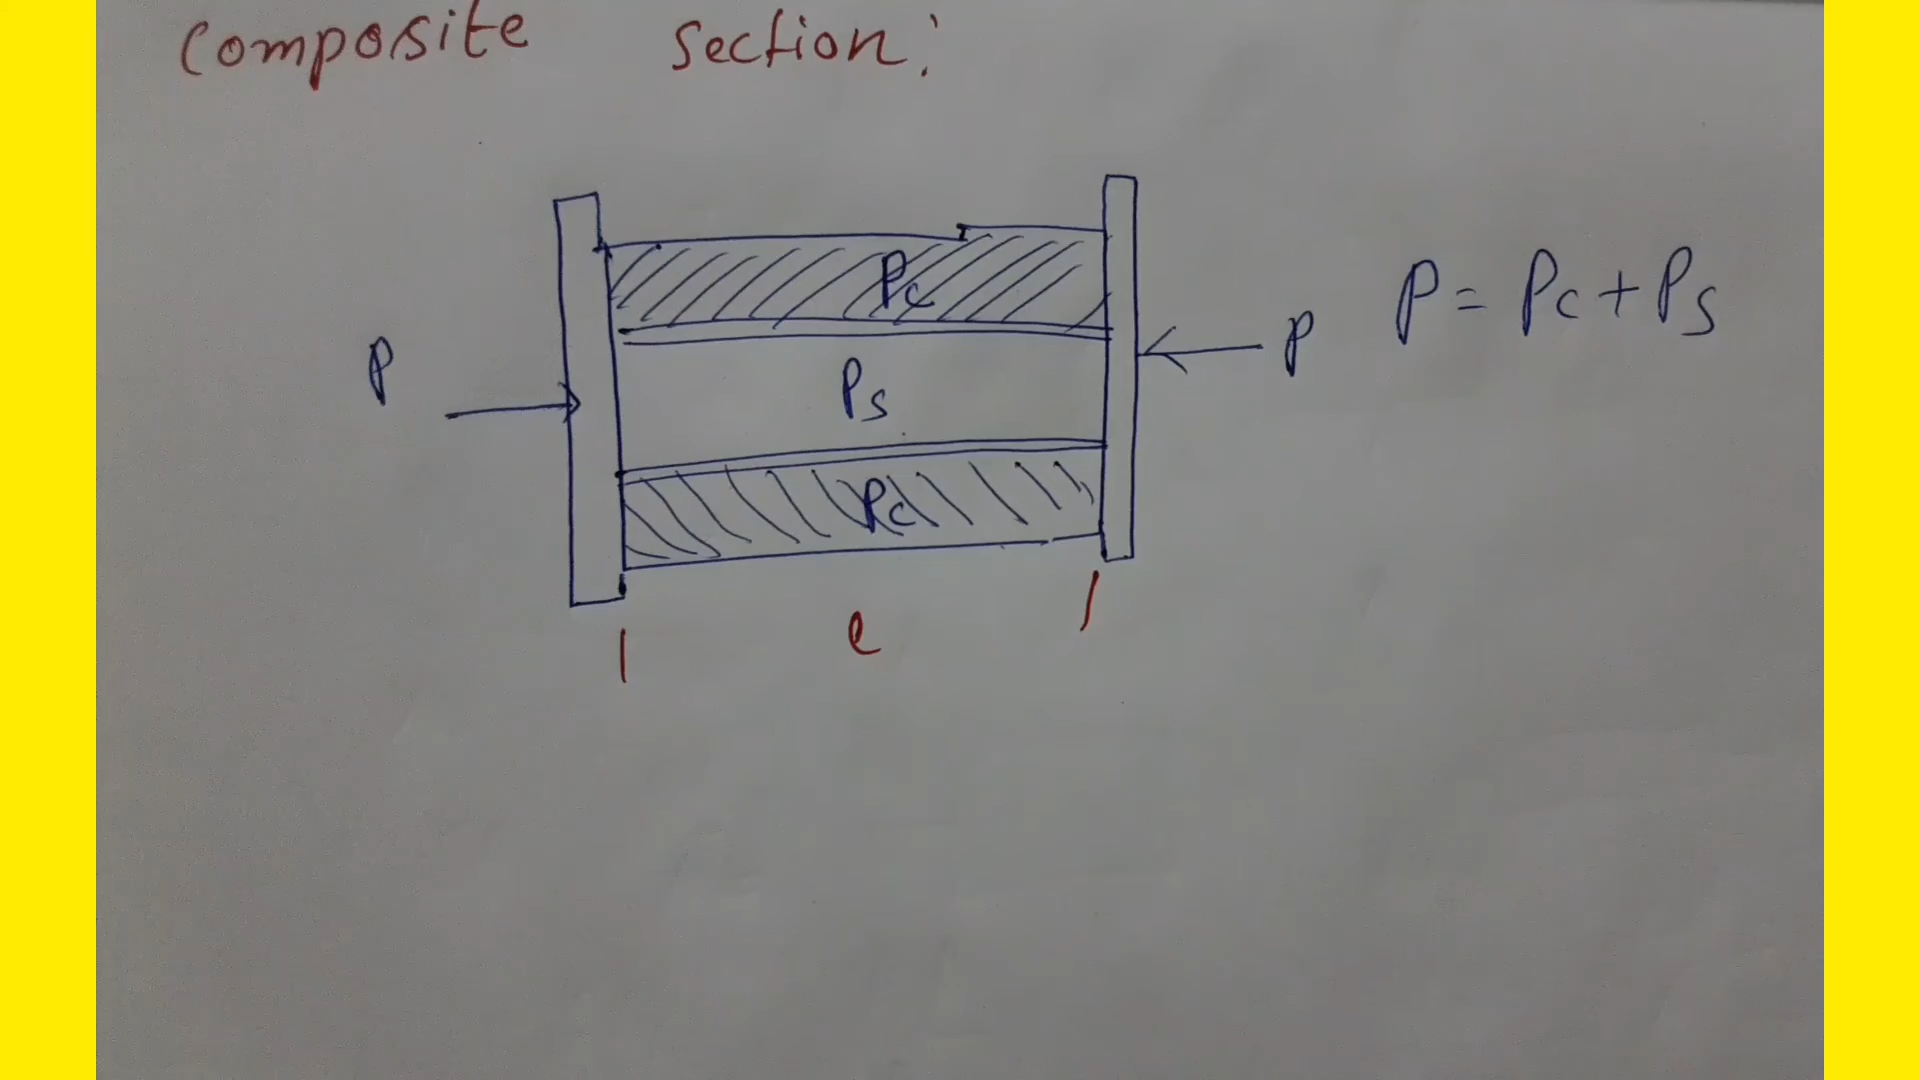 Composite Section:
Pc
P = Pc + Ps
P
P
Ps
Pc
l